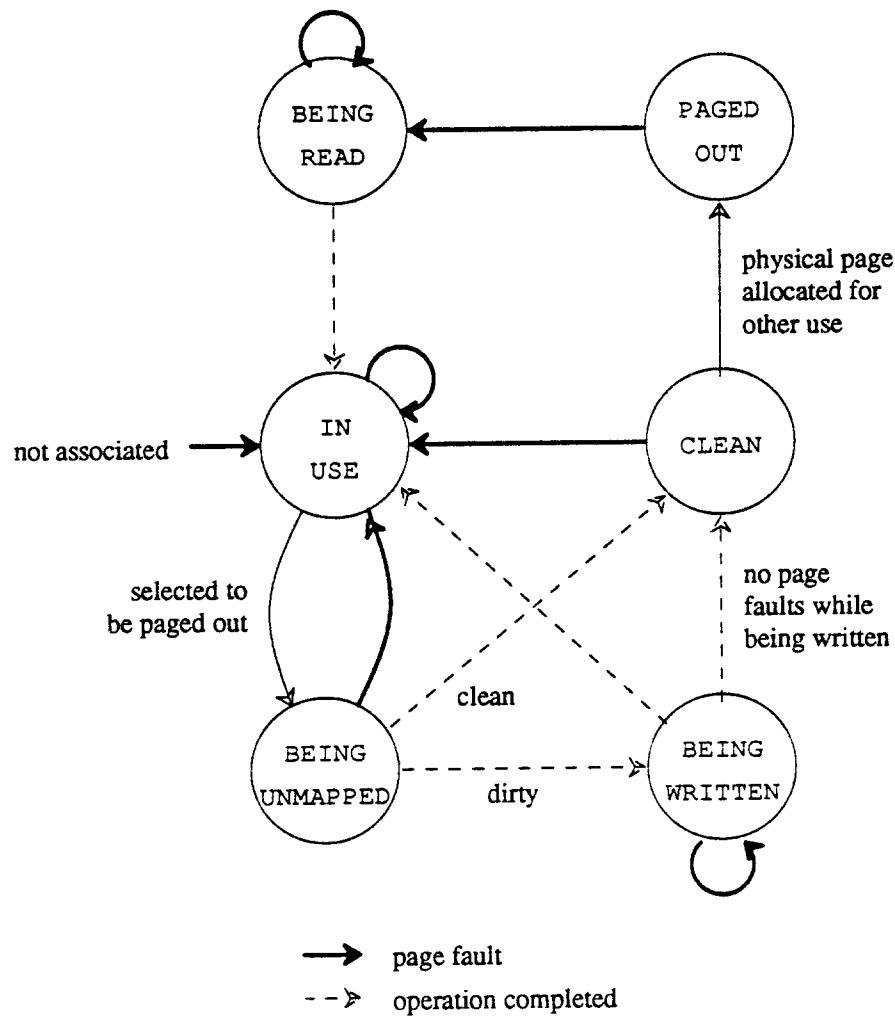 BEING
READ
PAGED
OUT
physical page
allocated for
other use
not associated
IN
USE
CLEAN
selected to
be paged out
no page
faults while
being written
clean
BEING
UNMAPPED
dirty
BEING
WRITTEN
page fault
operation completed